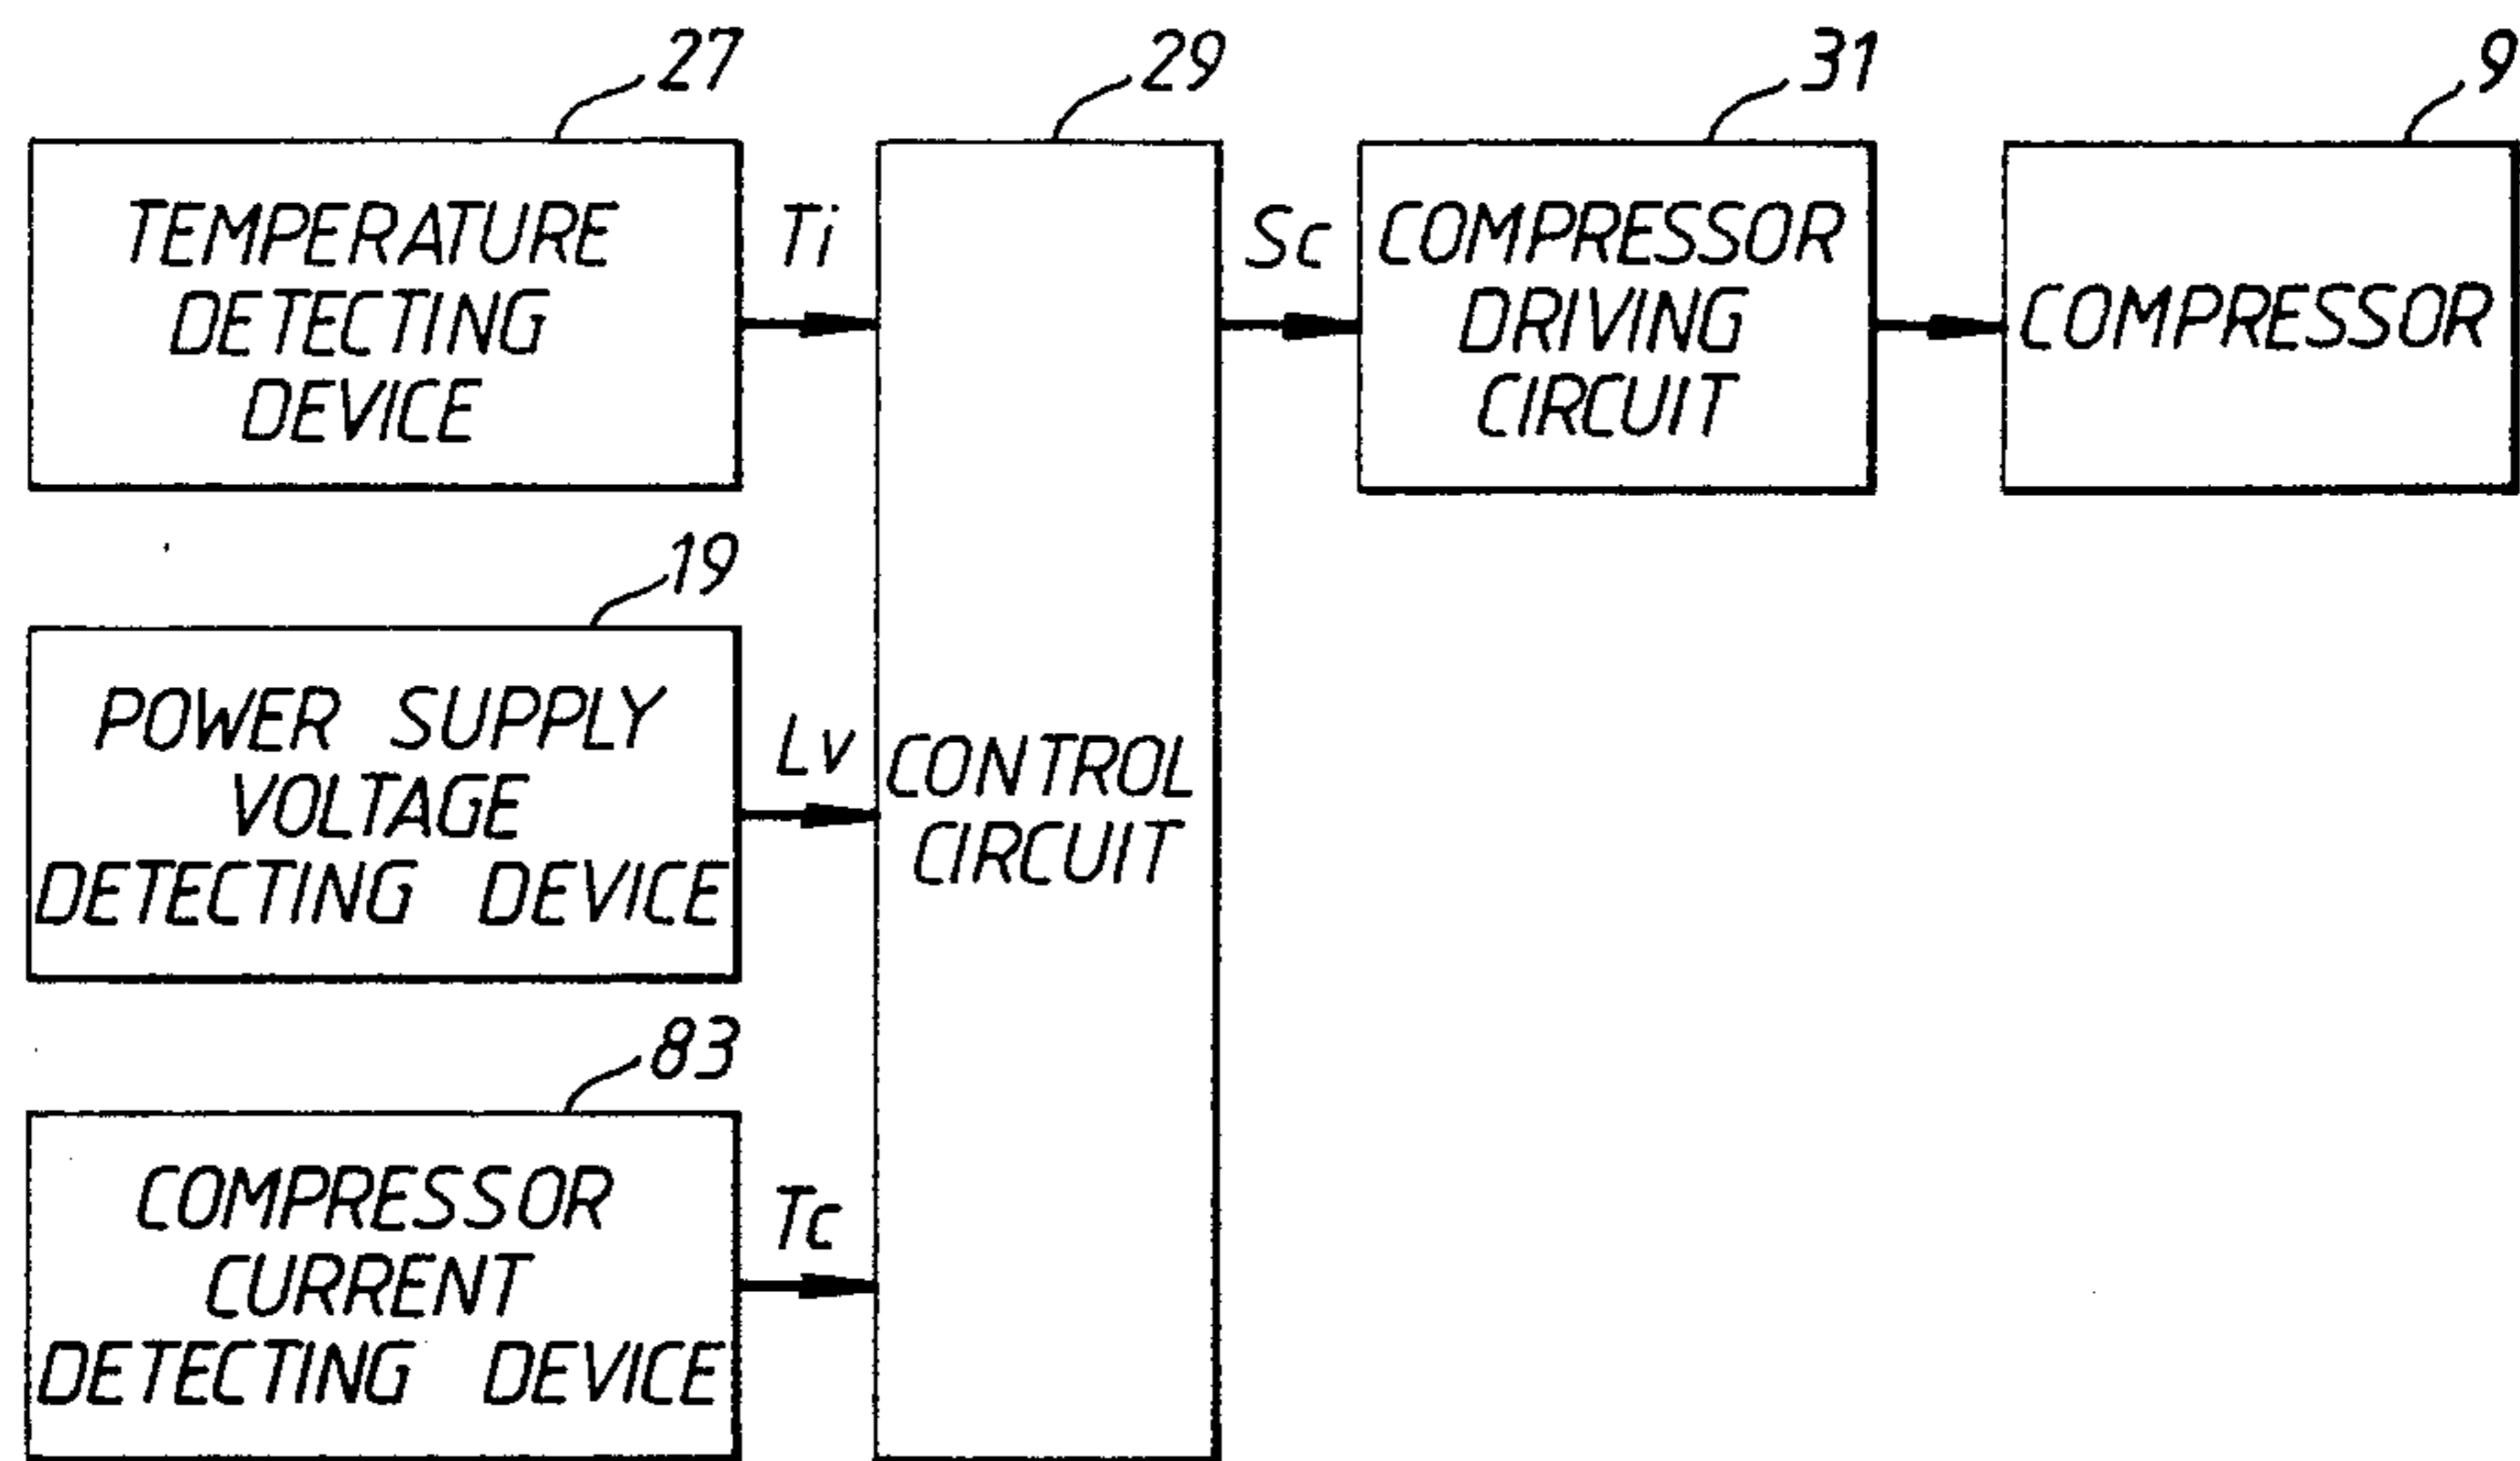 27
29
31
9
TEMPERATURE
DETECTING
DEVICE
Ti
Sc
COMPRESSOR
DRIVING
CIRCUIT
COMPRESSOR
19
POWER SUPPLY
VOLTAGE
DETECTING DEVICE
Lv
CONTROL
CIRCUIT
83
COMPRESSOR
CURRENT
DETECTING DEVICE
Tc